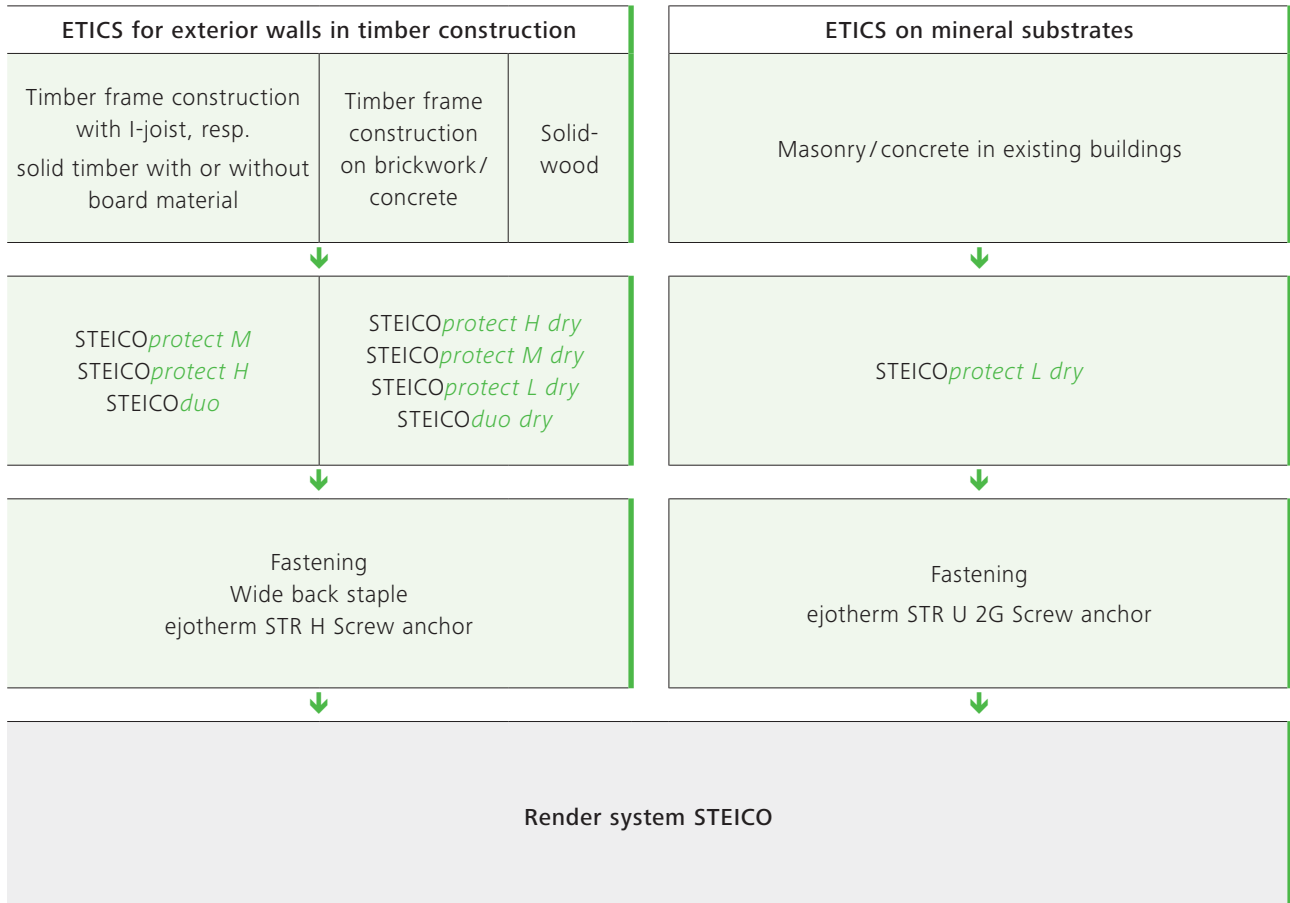 ETICS for exterior walls in timber construction
Timber frame construction
with I-joist, resp.
solid timber with or without
board material
Timber frame
construction
on brickwork/
concrete
Solid-
wood
STEICOprotect M
STEICOprotect H
STEICOduo
STEICOprotect H dry
STEICOprotect M dry
STEICOprotect L dry
STEICOduo dry
Fastening
Wide back staple
ejotherm STR H Screw anchor
ETICS on mineral substrates
Masonry/concrete in existing buildings
STEICOprotect L dry
Fastening
ejotherm STR U 2G Screw anchor
Render system STEICO